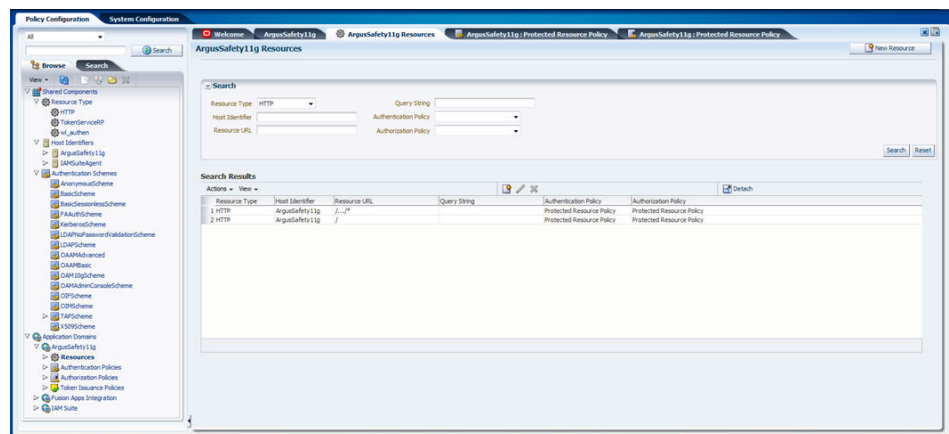 Policy Configuration System Configuration
All
Search
Browse Search
View
Shared Components
Resource Type
HTTP
TokenServiceRP
wl_authen
Host Identifiers
ArgusSafety11g
IAMSuiteAgent
Authentication Schemes
AnonymousScheme
BasicScheme
BasicSessionlessScheme
FAAuthScheme
KerberosScheme
LDAPNoPasswordValidationScheme
LDAPScheme
OAAMAdvanced
OAAMBasic
OAM10gScheme
OAMAdminConsoleScheme
OIFScheme
OIMScheme
TAPScheme
X509Scheme
Application Domains
ArgusSafety11g
Resources
Authentication Policies
Authorization Policies
Token Issuance Policies
Fusion Apps Integration
IAM Suite
Welcome ArgusSafety11g ArgusSafety11g Resources ArgusSafety11g : Protected Resource Policy ArgusSafety11g : Protected Resource Policy
ArgusSafety11g Resources New Resource
Search
Resource Type HTTP Query String
Host Identifier Authentication Policy
Resource URL Authorization Policy
Search Reset
Search Results
Actions View Detach
Resource Type Host Identifier Resource URL Query String Authentication Policy Authorization Policy
1 HTTP ArgusSafety11g /.../* Protected Resource Policy Protected Resource Policy
2 HTTP ArgusSafety11g / Protected Resource Policy Protected Resource Policy